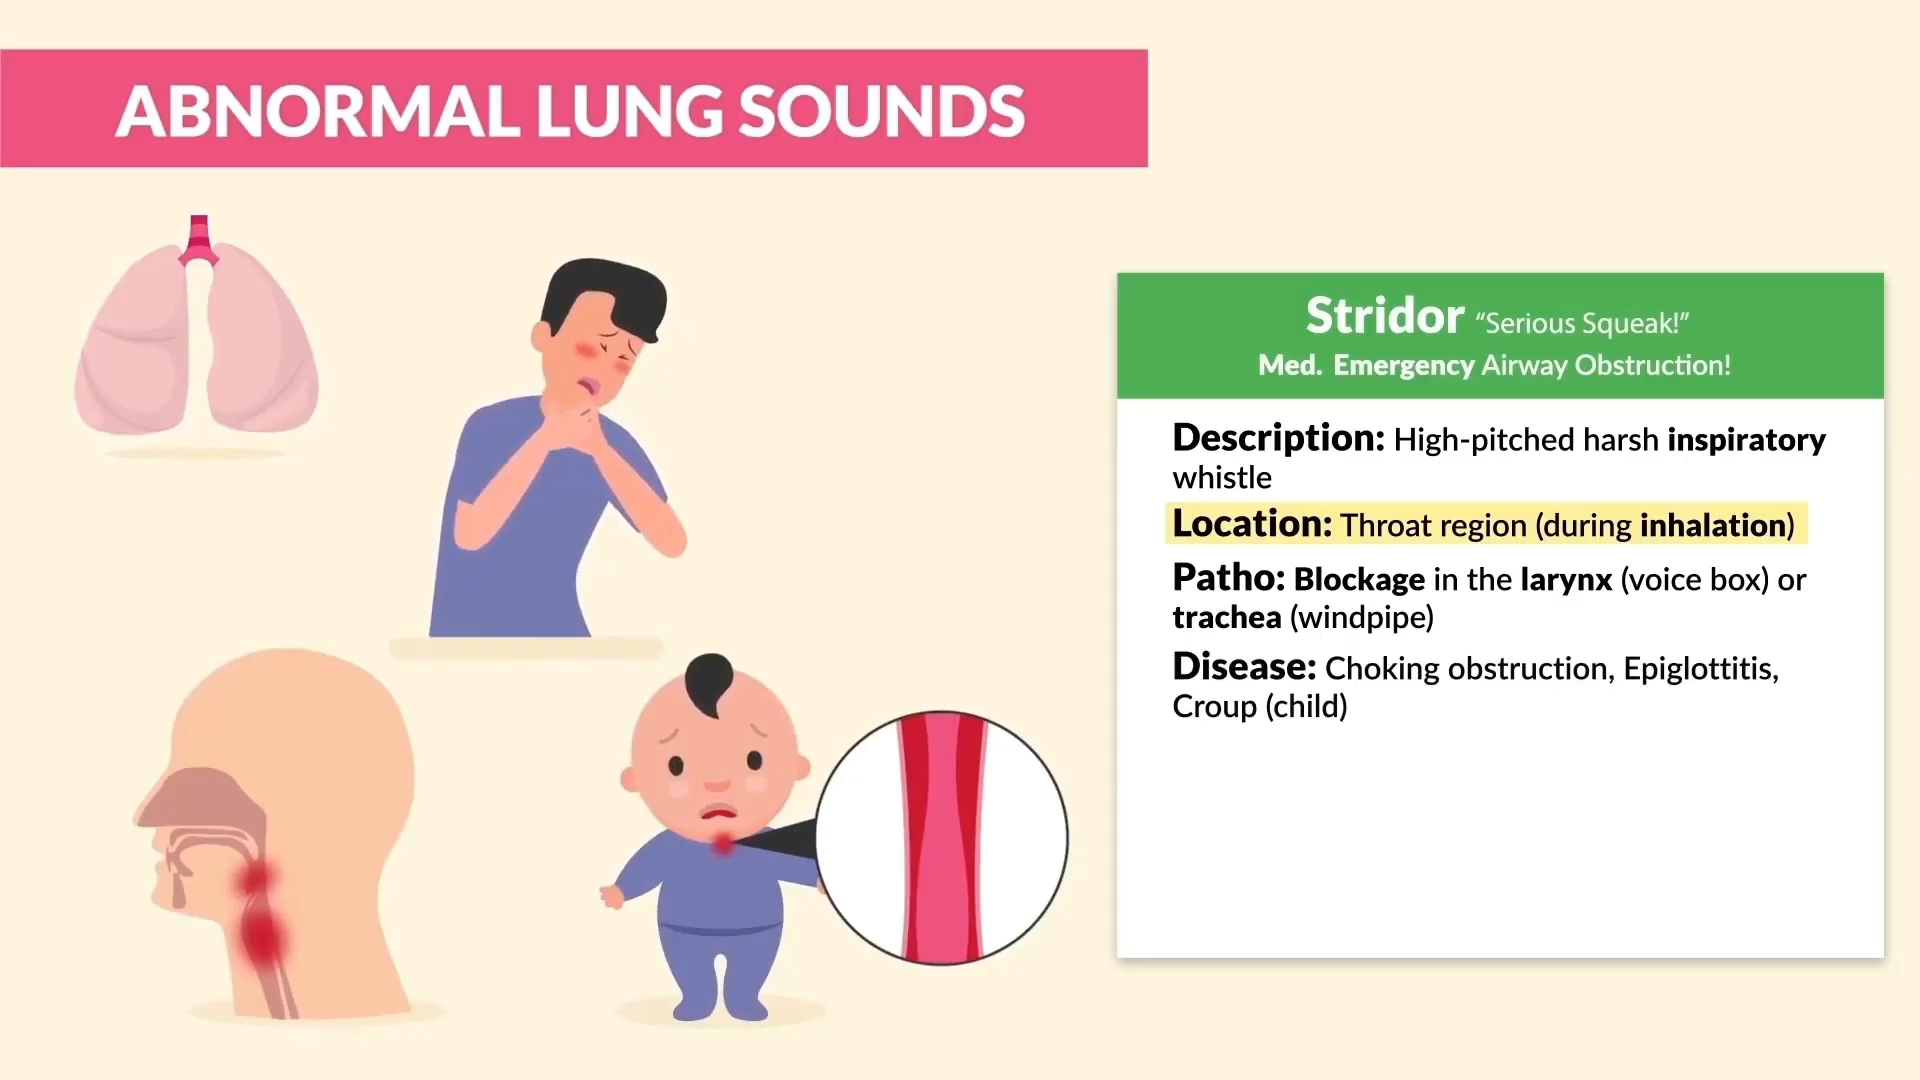 ABNORMAL LUNG SOUNDS
Stridor “Serious Squeak!”
Med. Emergency Airway Obstruction!
Description: High-pitched harsh inspiratory
whistle
Location: Throat region (during inhalation)
Patho: Blockage in the larynx (voice box) or
trachea (windpipe)
Disease: Choking obstruction, Epiglottitis,
Croup (child)